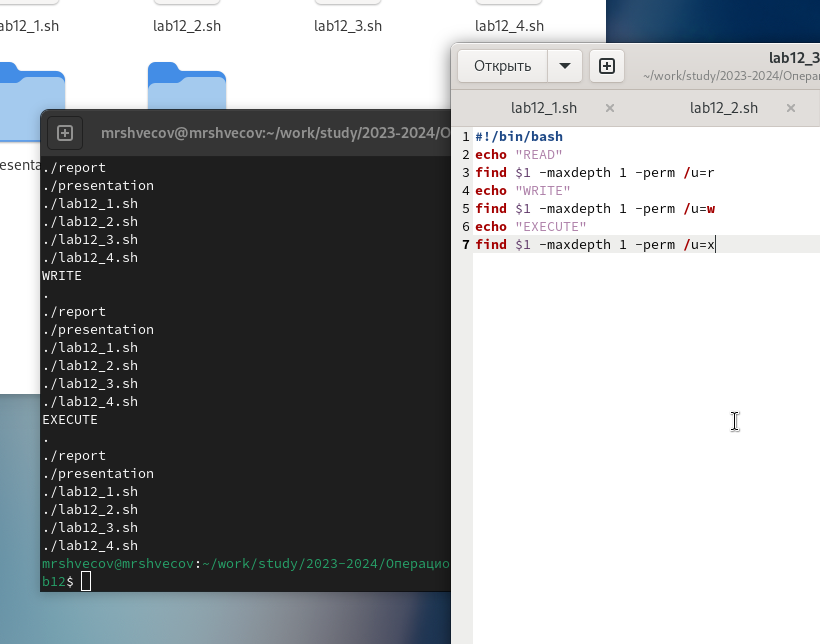 ab12_1.sh
lab12_2.sh
lab12_3.sh
lab12_4.sh
esenta
mrshvecov@mrshvecov:~/work/study/2023-2024/О
./report
./presentation
./lab12_1.sh
./lab12_2.sh
./lab12_3.sh
./lab12_4.sh
WRITE
.
./report
./presentation
./lab12_1.sh
./lab12_2.sh
./lab12_3.sh
./lab12_4.sh
EXECUTE
.
./report
./presentation
./lab12_1.sh
./lab12_2.sh
./lab12_3.sh
./lab12_4.sh
mrshvecov@mrshvecov:~/work/study/2023-2024/Операцио
b12$
Открыть
lab12_3
~/work/study/2023-2024/Опера
lab12_1.sh
lab12_2.sh
1 #!/bin/bash
2 echo "READ"
3 find $1 -maxdepth 1 -perm /u=r
4 echo "WRITE"
5 find $1 -maxdepth 1 -perm /u=w
6 echo "EXECUTE"
7 find $1 -maxdepth 1 -perm /u=x